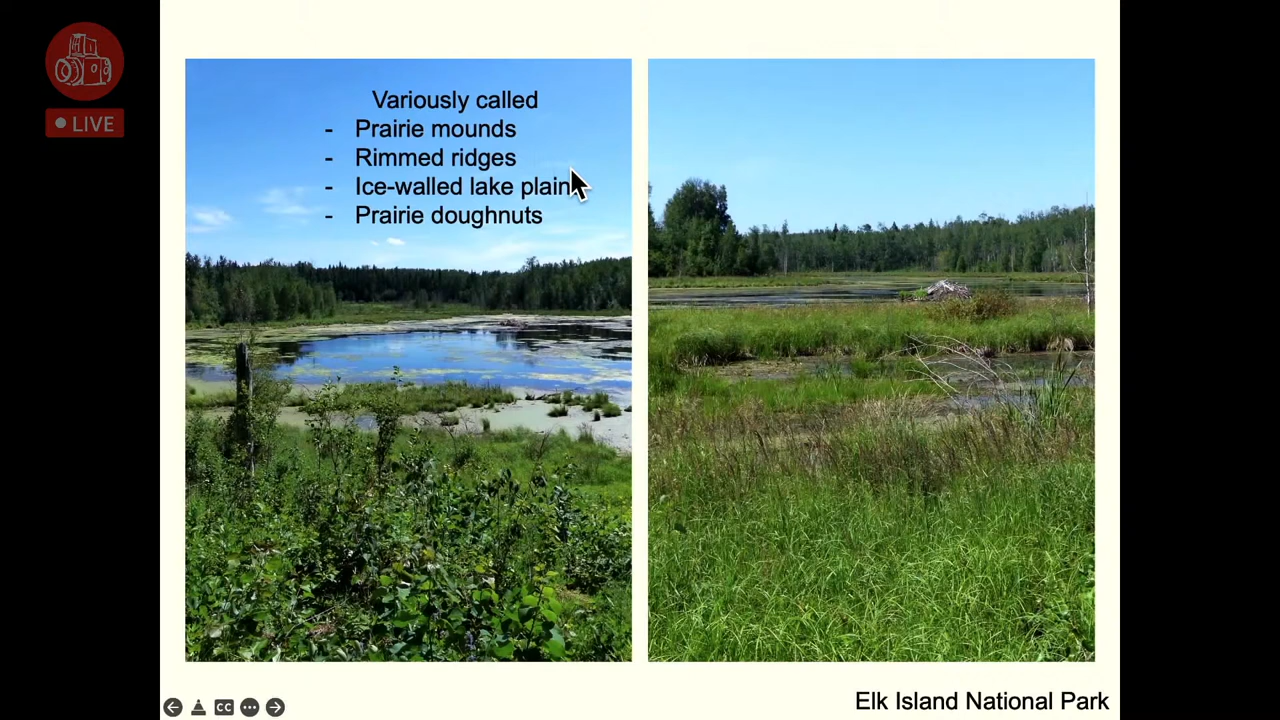 LIVE
Variously called
- Prairie mounds
- Rimmed ridges
- Ice-walled lake plain
- Prairie doughnuts
CC
Elk Island National Park